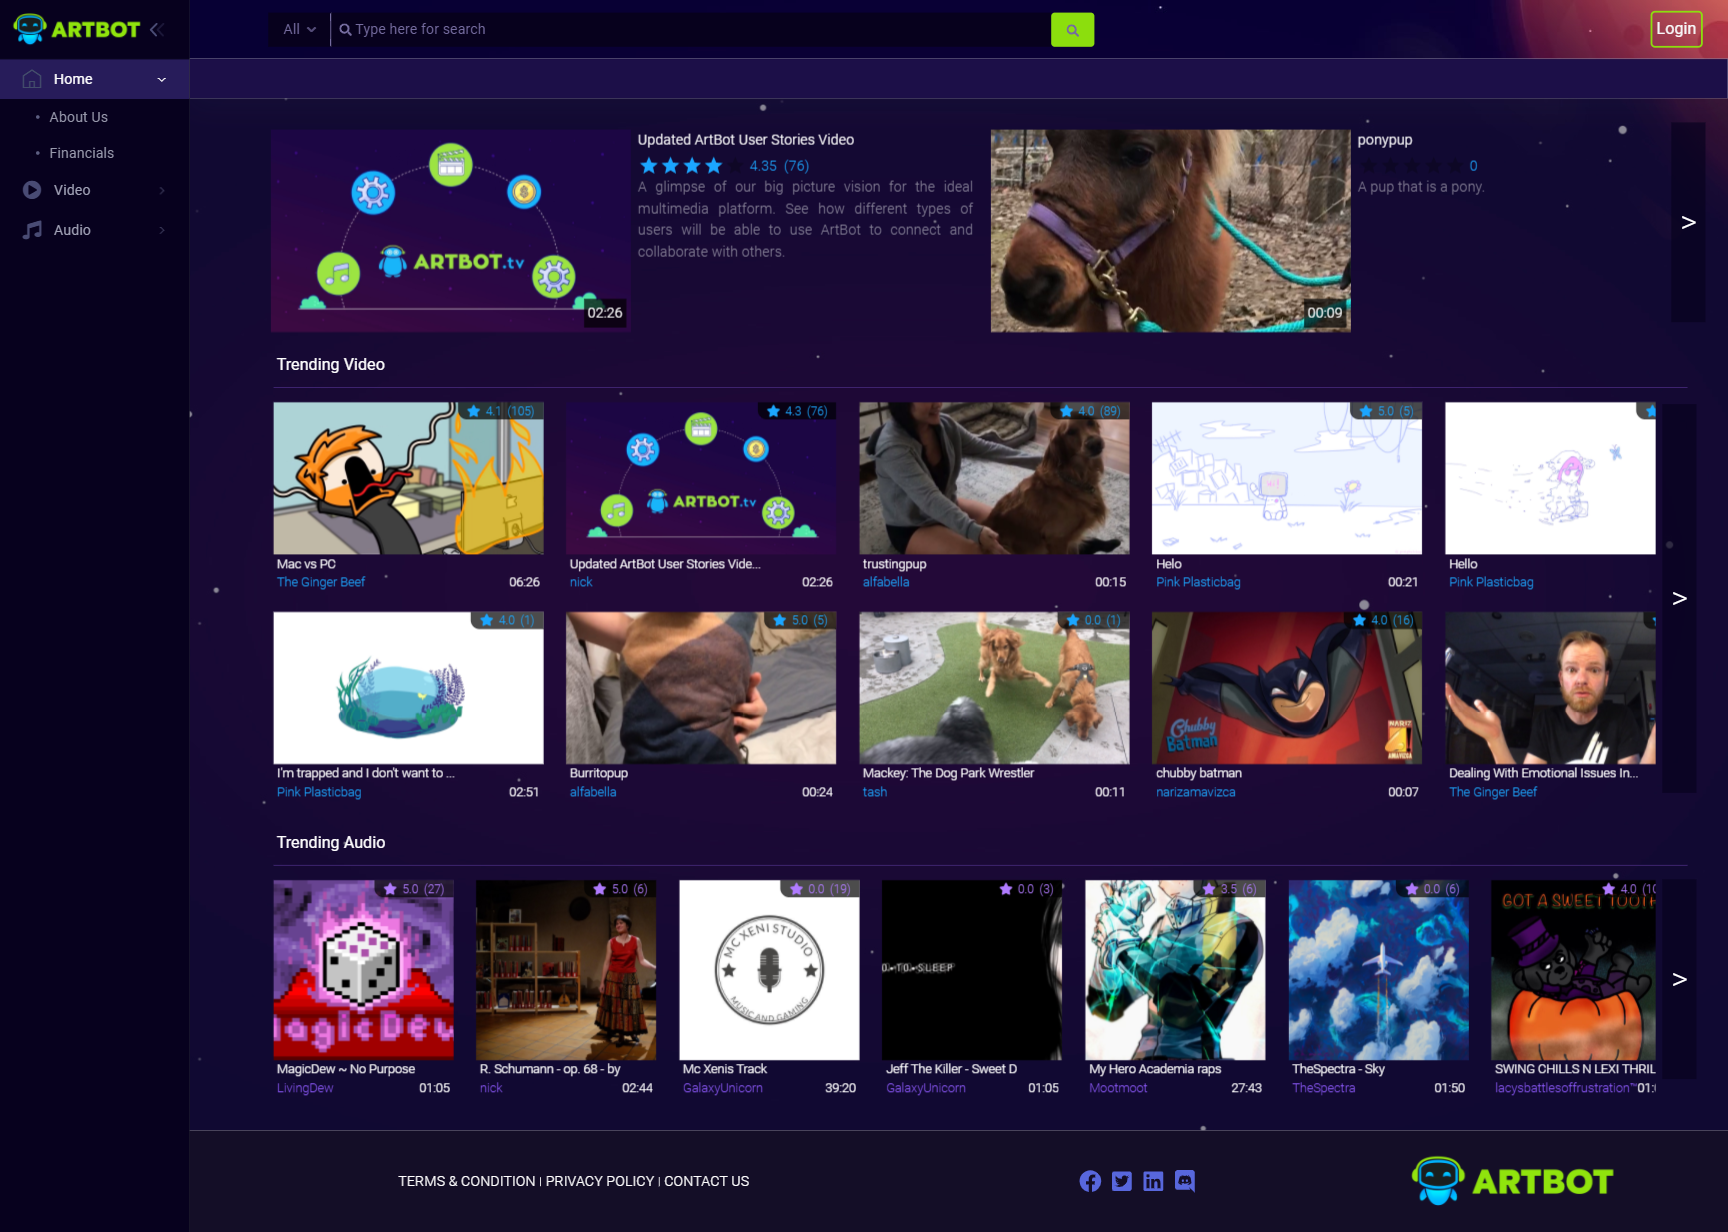 ARTBOT
All
Type here for search
Login
Home
About Us
Financials
Video
Audio
ARTBOT.tv
02:26
Updated ArtBot User Stories Video
4.35 (76)
A glimpse of our big picture vision for the ideal
multimedia platform. See how different types of
users will be able to use ArtBot to connect and
collaborate with others.
00:09
ponypup
0
A pup that is a pony.
>
Trending Video
4.1 (105)
Mac vs PC
The Ginger Beef
06:26
4.3 (76)
ARTBOT.tv
Updated ArtBot User Stories Vide...
nick
02:26
4.0 (89)
trustingpup
alfabella
00:15
5.0 (5)
Helo
Pink Plasticbag
00:21
Hello
Pink Plasticbag
>
4.0 (1)
I'm trapped and I don't want to ...
Pink Plasticbag
02:51
5.0 (5)
Burritopup
alfabella
00:24
0.0 (1)
Mackey: The Dog Park Wrestler
tash
00:11
4.0 (16)
Chubby
Batman
chubby batman
narizamavizca
00:07
Dealing With Emotional Issues In...
The Ginger Beef
Trending Audio
5.0 (27)
MagicDew
MagicDew ~ No Purpose
LivingDew
01:05
5.0 (6)
R. Schumann - op. 68 - by
nick
02:44
0.0 (19)
MC XENI STUDIO
MUSIC AND GAMING
Mc Xenis Track
GalaxyUnicorn
39:20
0.0 (3)
O-TO-SLEEP
Jeff The Killer - Sweet D
GalaxyUnicorn
01:05
3.5 (6)
My Hero Academia raps
Mootmoot
27:43
0.0 (6)
TheSpectra - Sky
TheSpectra
01:50
4.0 (10
GOT A SWEET TOOTH
SWING CHILLS N LEXI THRIL
lacysbattlesoffrustration™
01:0
>
TERMS & CONDITION | PRIVACY POLICY | CONTACT US
ARTBOT